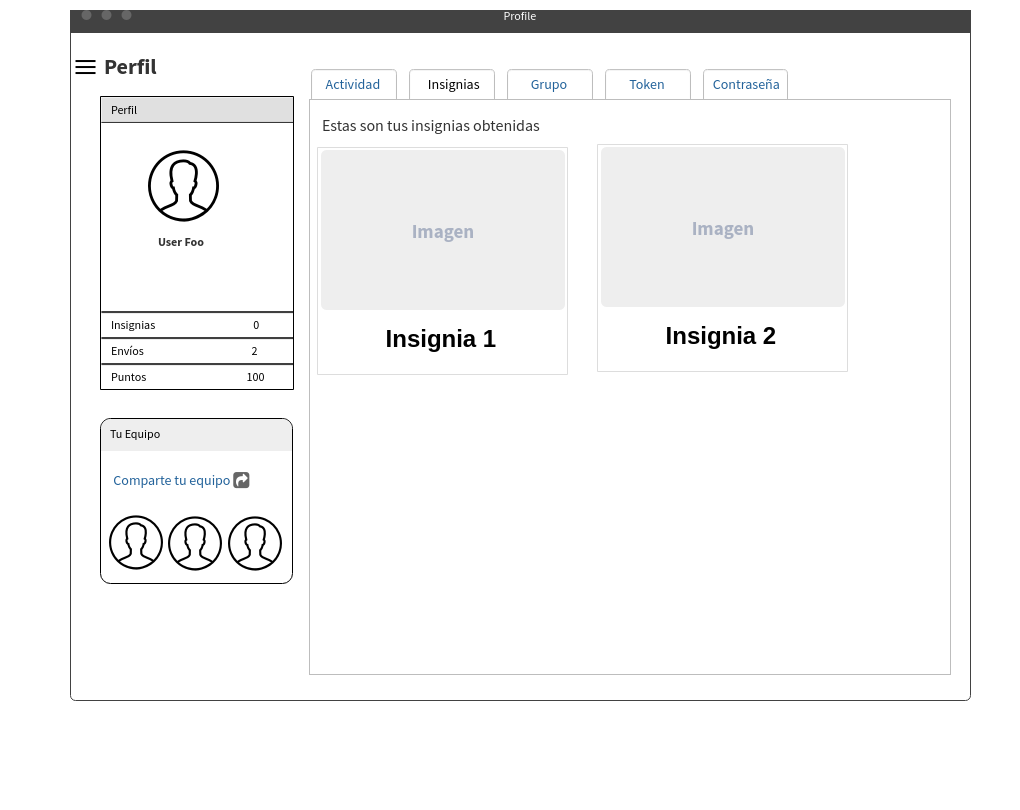 Profile
Perfil
Actividad
Insignias
Grupo
Token
Contraseña
Perfil
User Foo
Insignias 0
Envíos 2
Puntos 100
Tu Equipo
Comparte tu equipo
Estas son tus insignias obtenidas
Imagen
Insignia 1
Imagen
Insignia 2